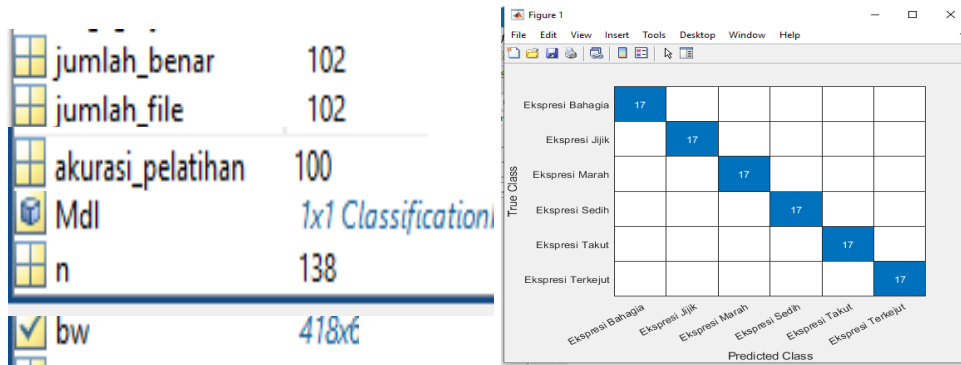 jumlah_benar 102
jumlah_file 102
akurasi_pelatihan 100
Mdl 1x1 Classification
n 138
bw 418x6
Figure 1
File Edit View Insert Tools Desktop Window Help
True Class
Ekspresi Bahagia 17
Ekspresi Jijik 17
Ekspresi Marah 17
Ekspresi Sedih 17
Ekspresi Takut 17
Ekspresi Terkejut 17
Ekspresi Bahagia Ekspresi Jijik Ekspresi Marah Ekspresi Sedih Ekspresi Takut Ekspresi Terkejut
Predicted Class